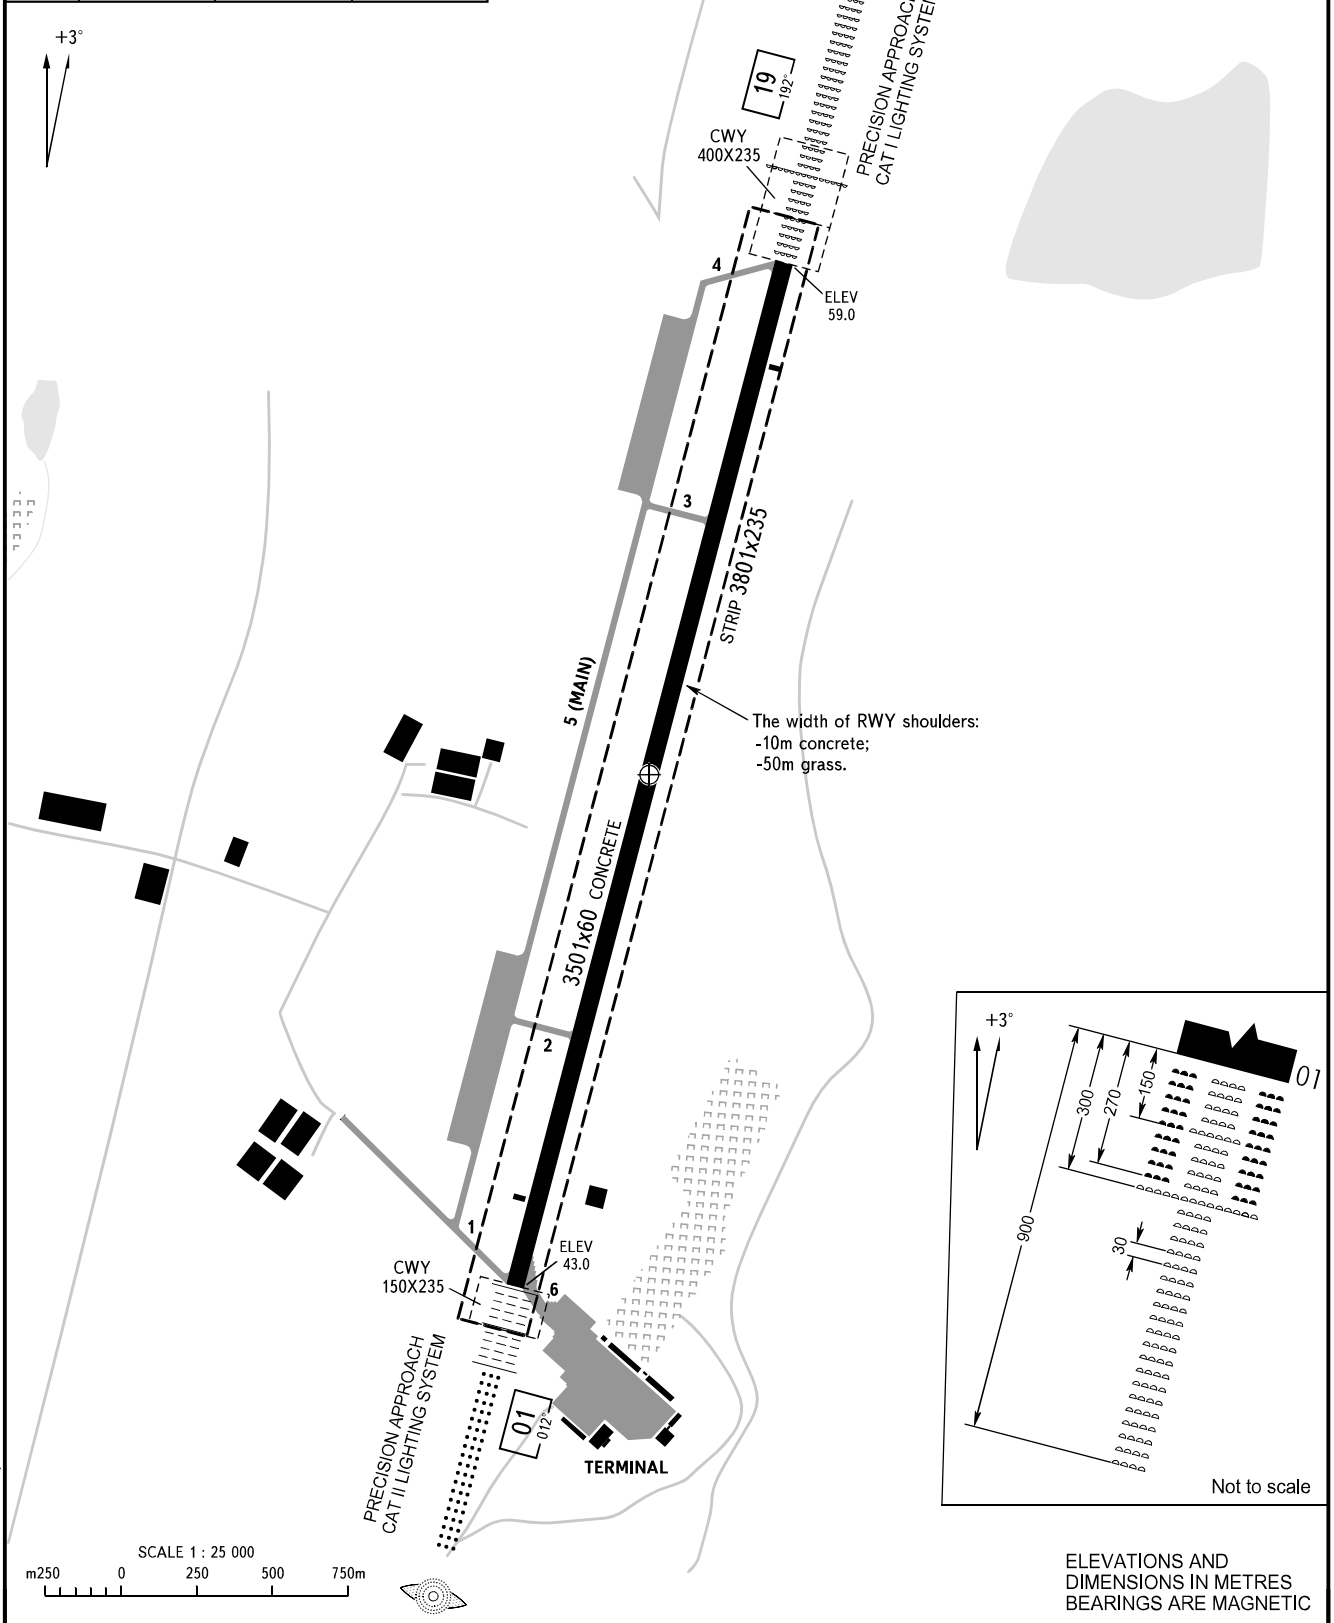 +3°
PRECISION APPROACH
CAT I LIGHTING SYSTEM
19
192°
CWY
400X235
4
ELEV
59.0
3
STRIP 3801x235
5 (MAIN)
The width of RWY shoulders:
-10m concrete;
-50m grass.
3501x60 CONCRETE
2
1
ELEV
43.0
6
CWY
150X235
PRECISION APPROACH
CAT II LIGHTING SYSTEM
01
012°
TERMINAL
+3°
01
150
270
300
900
30
Not to scale
SCALE 1 : 25 000
m250 0 250 500 750m
ELEVATIONS AND
DIMENSIONS IN METRES
BEARINGS ARE MAGNETIC